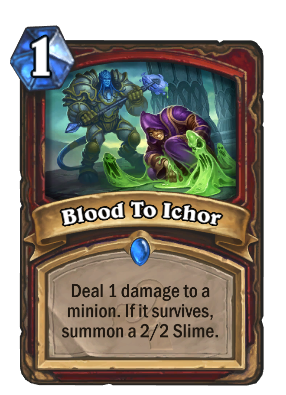 1
Blood To Ichor
Deal 1 damage to a
minion. If it survives,
summon a 2/2 Slime.